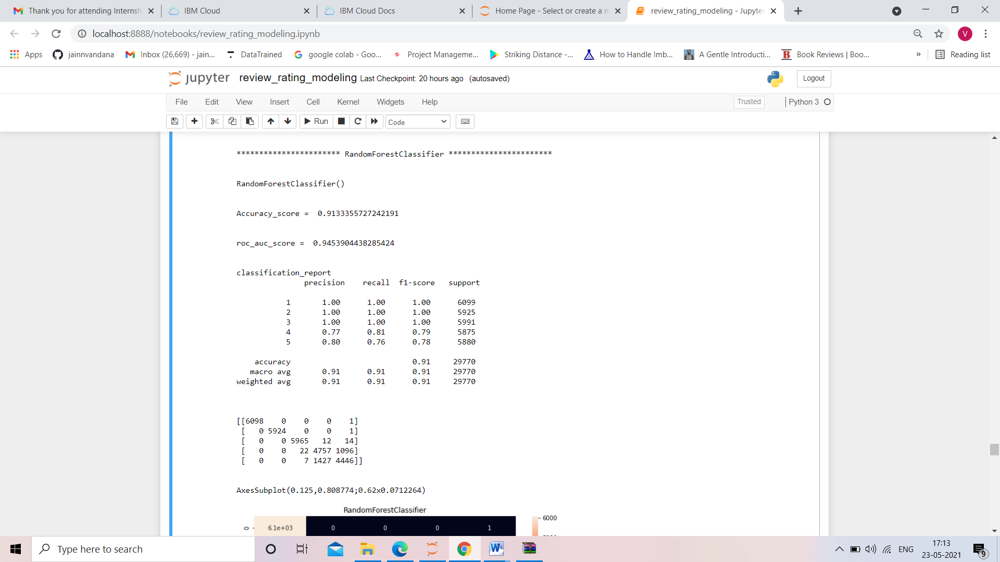 Thank you for attending Internsh
IBM Cloud
IBM Cloud Docs
Home Page - Select or create a n
review_rating_modeling - Jupyter
localhost:8888/notebooks/review_rating_modeling.ipynb
V
Apps
jainnvandana
Inbox (26,669) - jain...
DataTrained
google colab - Goo...
Project Manageme...
Striking Distance -...
How to Handle Imb...
A Gentle Introducti...
Book Reviews | Boo...
»
Reading list
jupyter review_rating_modeling Last Checkpoint: 20 hours ago (autosaved)
Logout
File Edit View Insert Cell Kernel Widgets Help
Trusted
Python 3
Run
Code
*********************** RandomForestClassifier ***********************
RandomForestClassifier()
Accuracy_score =  0.9133355727242191
roc_auc_score =  0.9453904438285424
classification_report
precision    recall  f1-score   support
1       1.00      1.00      1.00      6099
2       1.00      1.00      1.00      5925
3       1.00      1.00      1.00      5991
4       0.77      0.81      0.79      5875
5       0.80      0.76      0.78      5880
accuracy                           0.91     29770
macro avg       0.91      0.91      0.91     29770
weighted avg       0.91      0.91      0.91     29770
[[6098    0    0    0    1]
[   0 5924    0    0    1]
[   0    0 5965   12   14]
[   0    0   22 4757 1096]
[   0    0    7 1427 4446]]
AxesSubplot(0.125,0.808774;0.62x0.0712264)
RandomForestClassifier
0
6.1e+03 0 0 0 1
6000
Type here to search
ENG
17:13
23-05-2021
9